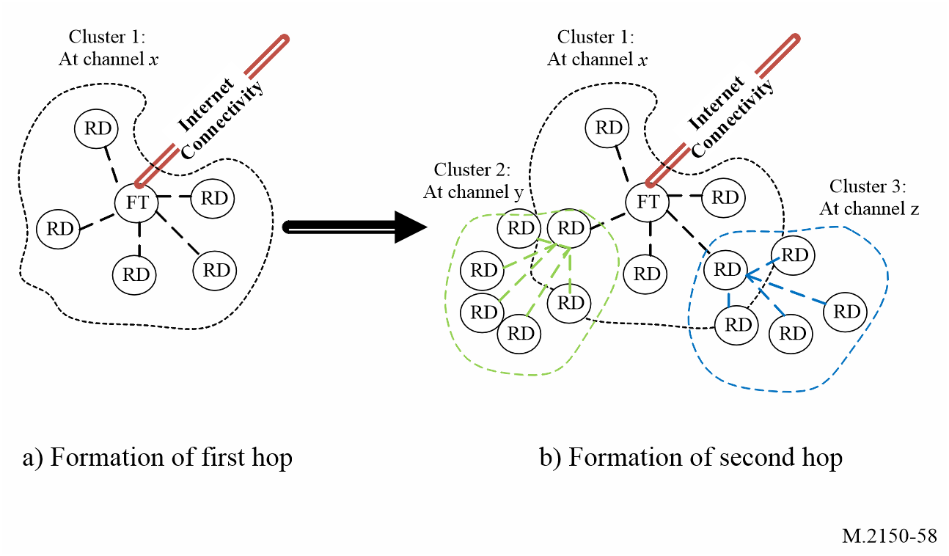 Cluster 1:
At channel x
Internet
Connectivity
RD
FT
RD
RD
RD
RD
a) Formation of first hop
Cluster 1:
At channel x
Internet
Connectivity
Cluster 2:
At channel y
Cluster 3:
At channel z
RD
FT
RD
RD
RD
RD
RD
RD
RD
RD
RD
RD
RD
RD
RD
RD
b) Formation of second hop
M.2150-58